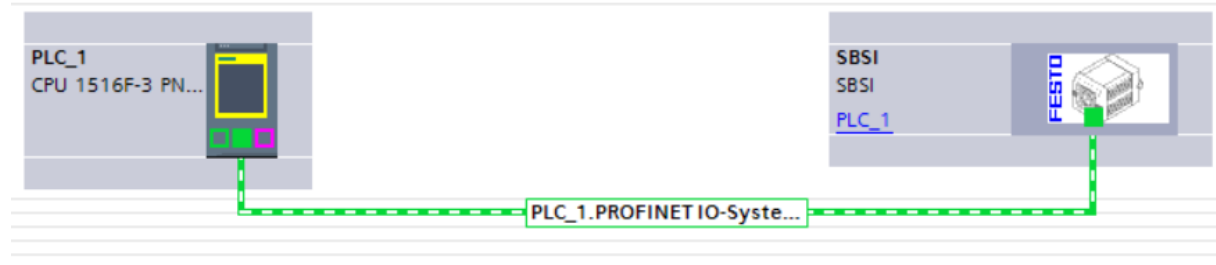 PLC_1
CPU 1516F-3 PN...
SBSI
SBSI
PLC_1
FESTO
PLC_1.PROFINET IO-Syste...